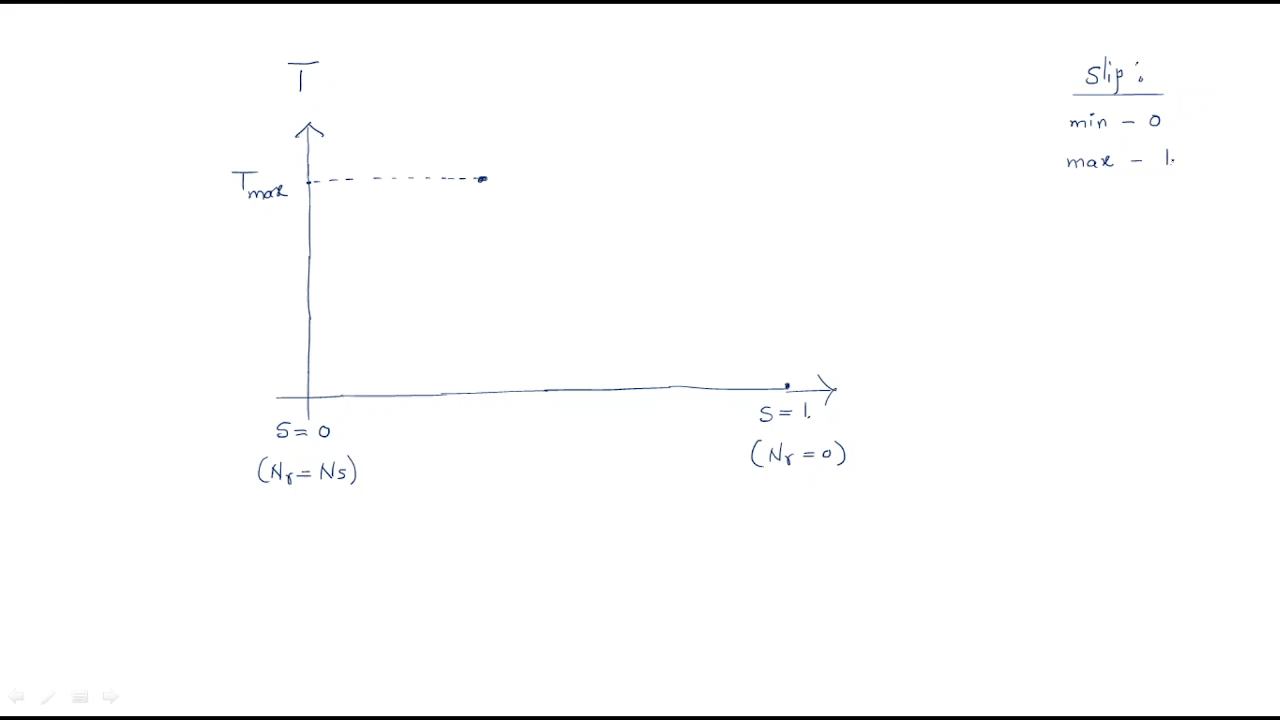 T
Tmax
S = 0
(Nr = Ns)
S = 1.
(Nr = 0)
Slip :
min - 0
max - 1.